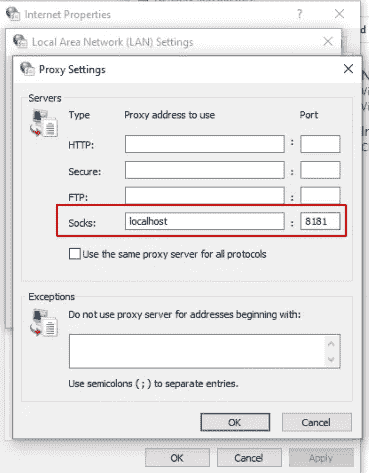 Internet Properties
?
Local Area Network (LAN) Settings
Proxy Settings
Servers
Type Proxy address to use Port
HTTP: :
Secure: :
FTP: :
Socks: localhost : 8181
Use the same proxy server for all protocols
Exceptions
Do not use proxy server for addresses beginning with:
Use semicolons ( ; ) to separate entries.
OK Cancel
OK Cancel Apply